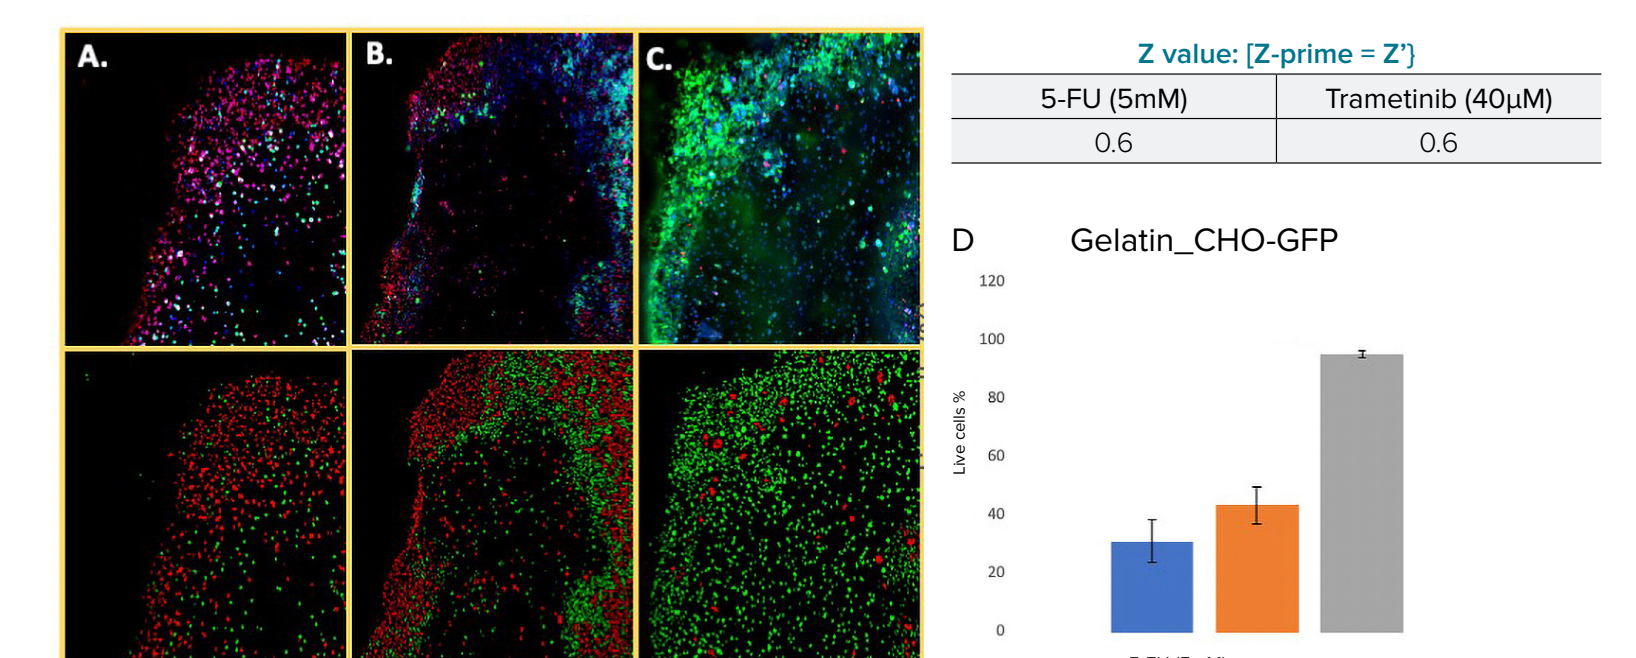 A.
B.
C.
Z value: [Z-prime = Z’}
5-FU (5mM)
Trametinib (40µM)
0.6
0.6
D
Gelatin_CHO-GFP
120
100
80
60
40
20
0
Live cells %